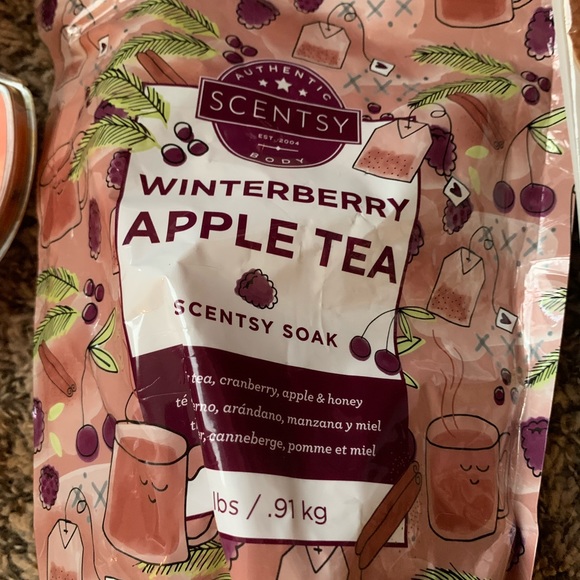 AUTHENTIC
SCENTSY
EST. 2004
BODY
WINTERBERRY
APPLE TEA
SCENTSY SOAK
tea, cranberry, apple & honey
té arándano, manzana y miel
canneberge, pomme et miel
lbs / .91 kg